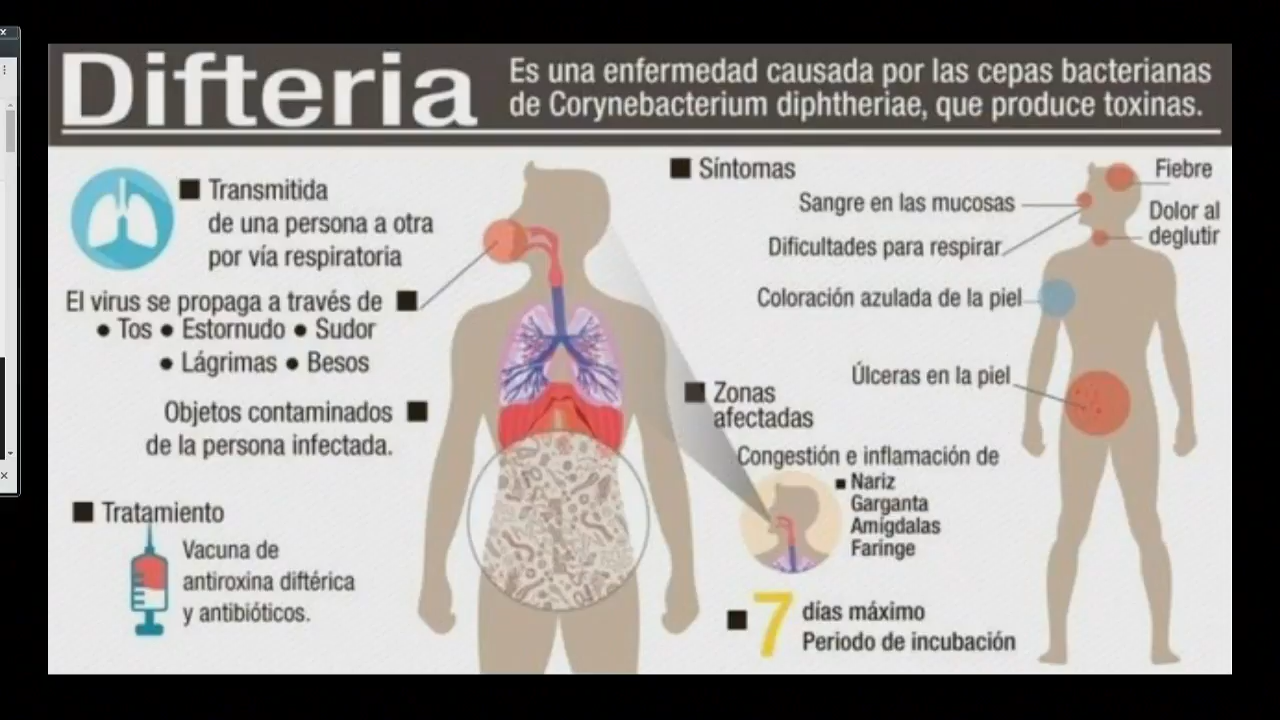 Difteria
Es una enfermedad causada por las cepas bacterianas
de Corynebacterium diphtheriae, que produce toxinas.
Transmitida
de una persona a otra
por vía respiratoria
El virus se propaga a través de
• Tos • Estornudo • Sudor
• Lágrimas • Besos
Objetos contaminados
de la persona infectada.
Tratamiento
Vacuna de
antiroxina diftérica
y antibióticos.
Síntomas
Fiebre
Sangre en las mucosas
Dolor al
deglutir
Dificultades para respirar
Coloración azulada de la piel
Úlceras en la piel
Zonas
afectadas
Congestión e inflamación de
Nariz
Garganta
Amígdalas
Faringe
7 días máximo
Periodo de incubación